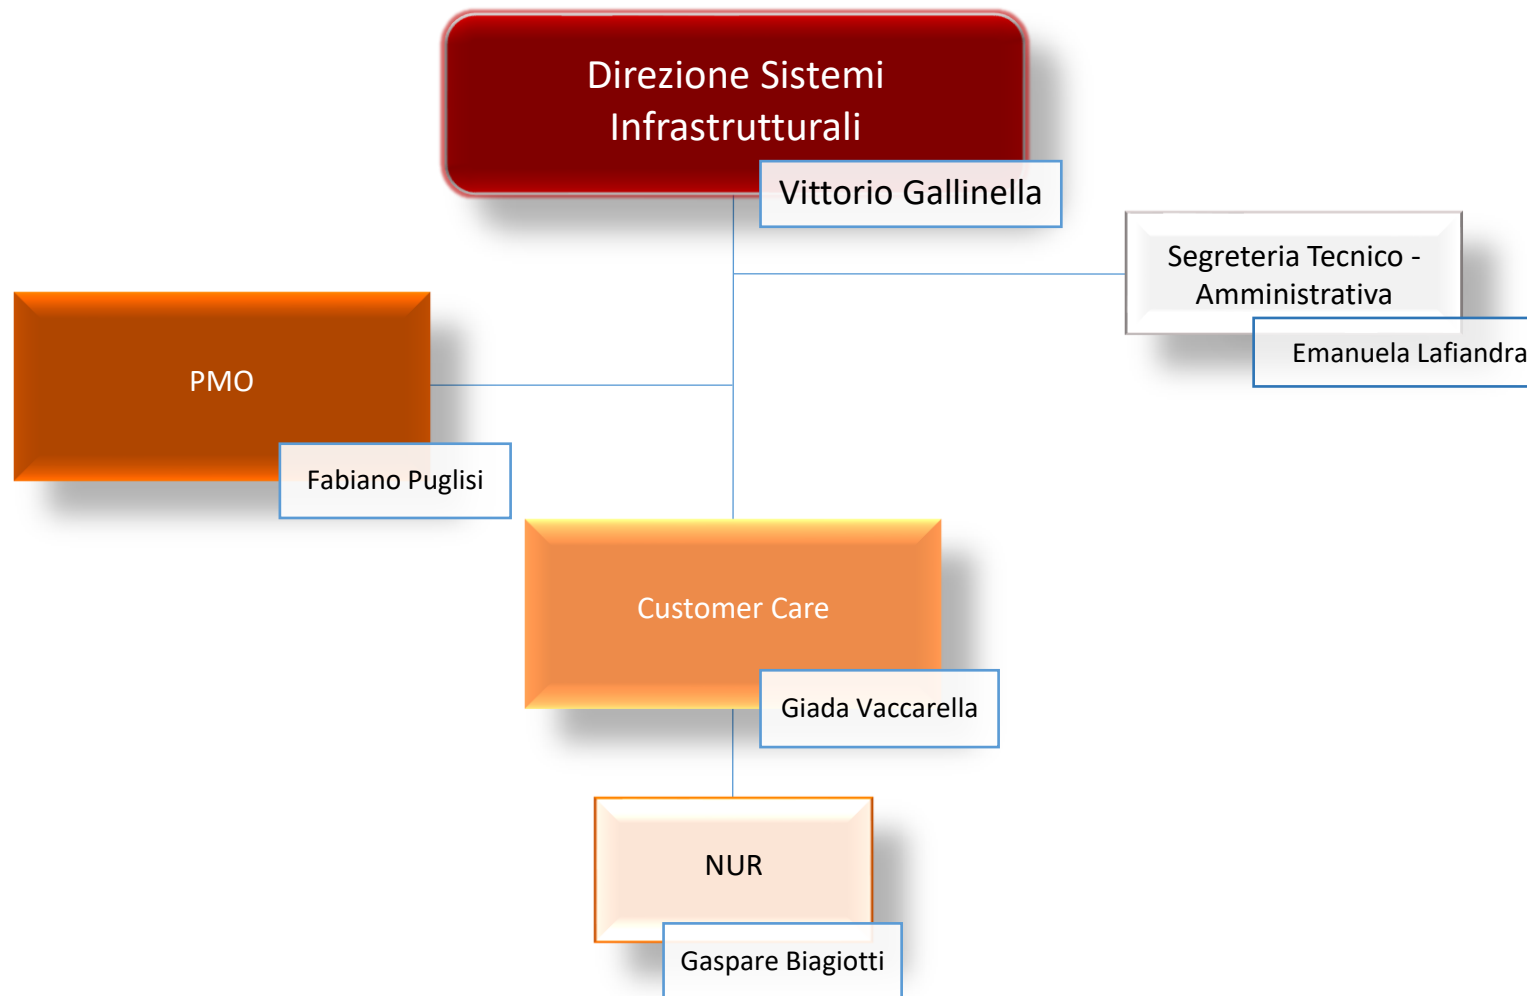 Direzione Sistemi
Infrastrutturali
Vittorio Gallinella
Segreteria Tecnico -
Amministrativa
Emanuela Lafiandra
PMO
Fabiano Puglisi
Customer Care
Giada Vaccarella
NUR
Gaspare Biagiotti